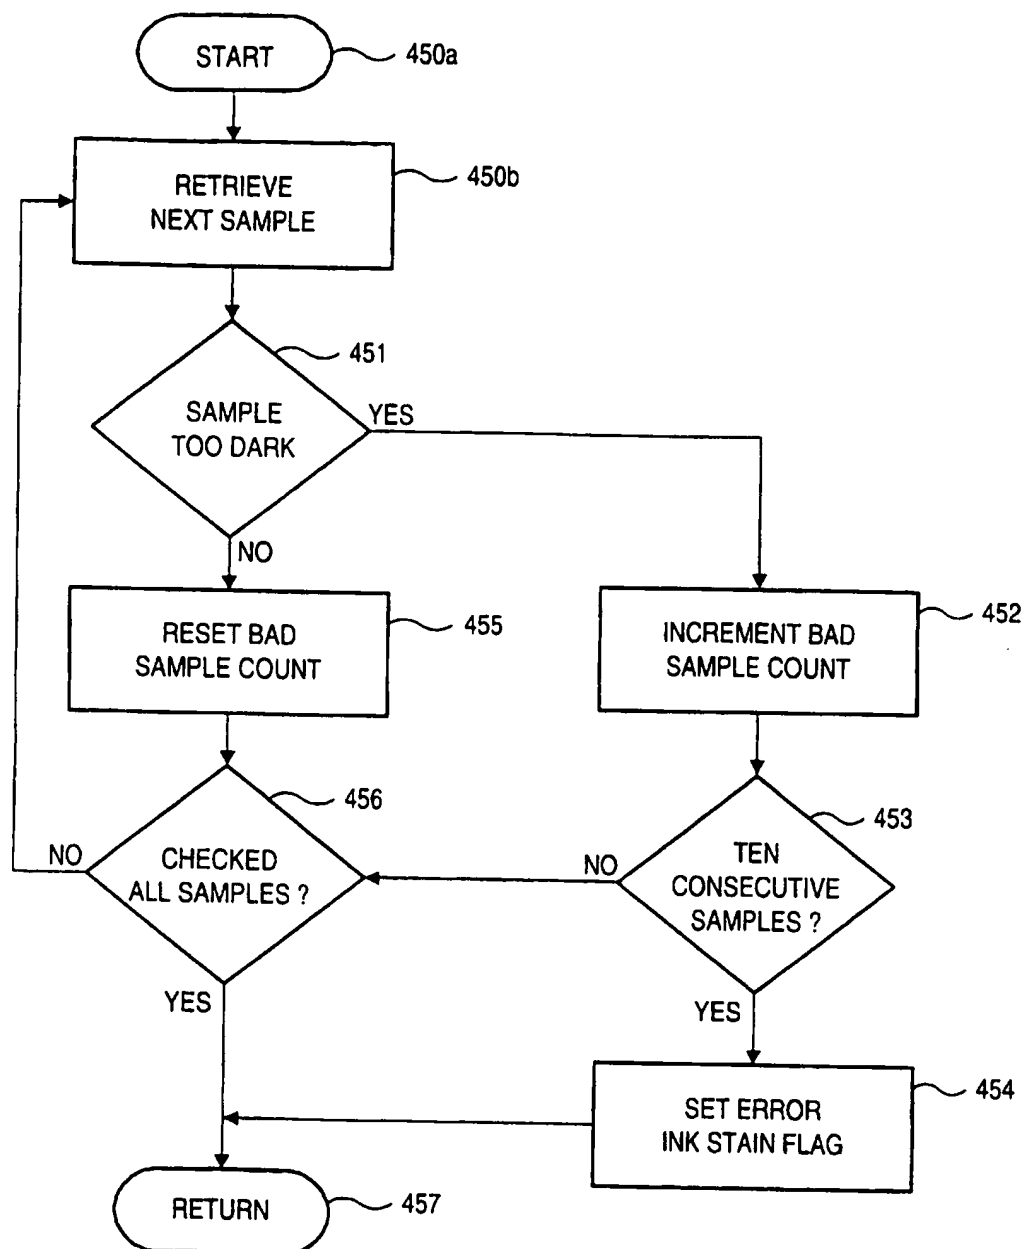 START
450a
RETRIEVE
NEXT SAMPLE
450b
451
SAMPLE
TOO DARK
YES
NO
RESET BAD
SAMPLE COUNT
455
INCREMENT BAD
SAMPLE COUNT
452
456
CHECKED
ALL SAMPLES ?
NO
YES
453
TEN
CONSECUTIVE
SAMPLES ?
NO
YES
SET ERROR
INK STAIN FLAG
454
RETURN
457